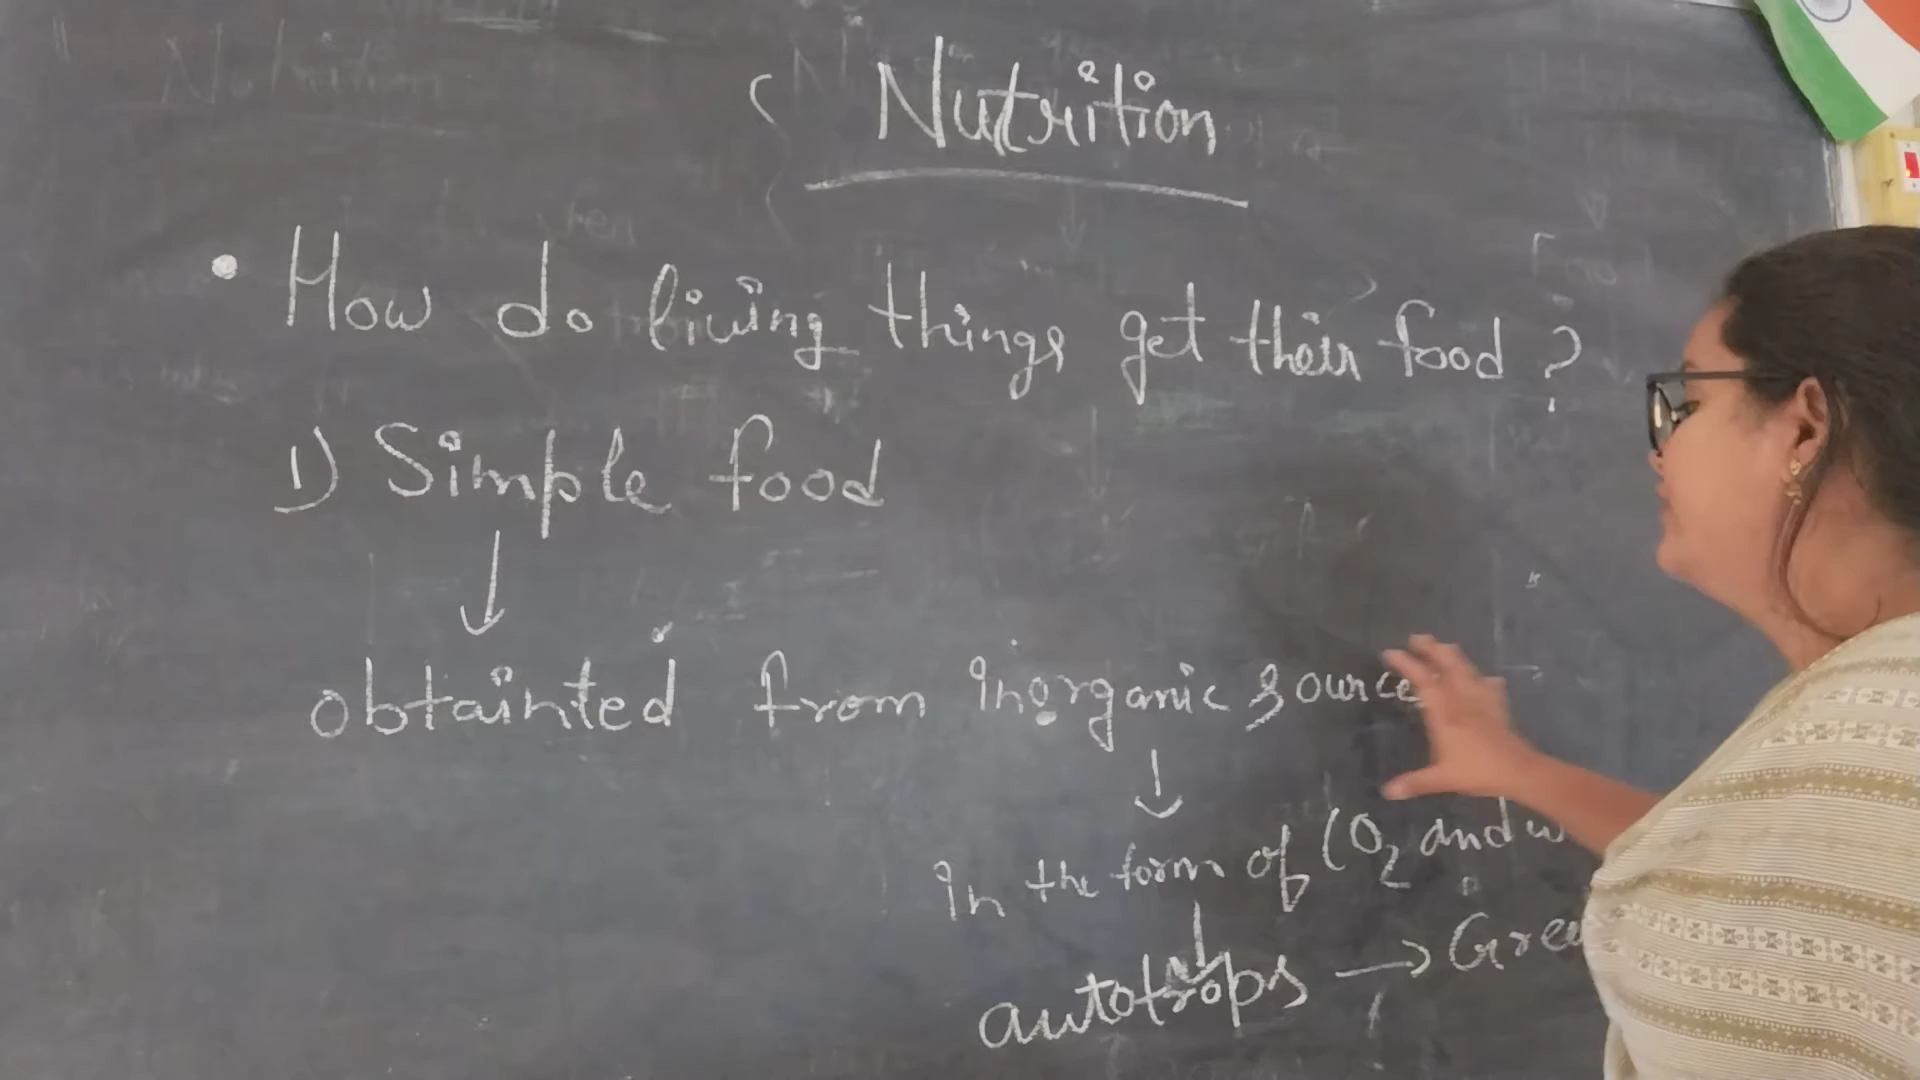 Nutrition
• How do living things get their food ?
1) Simple food
↓
obtainted from inorganic source
↓
In the form of CO2 and
↓
autotrops →